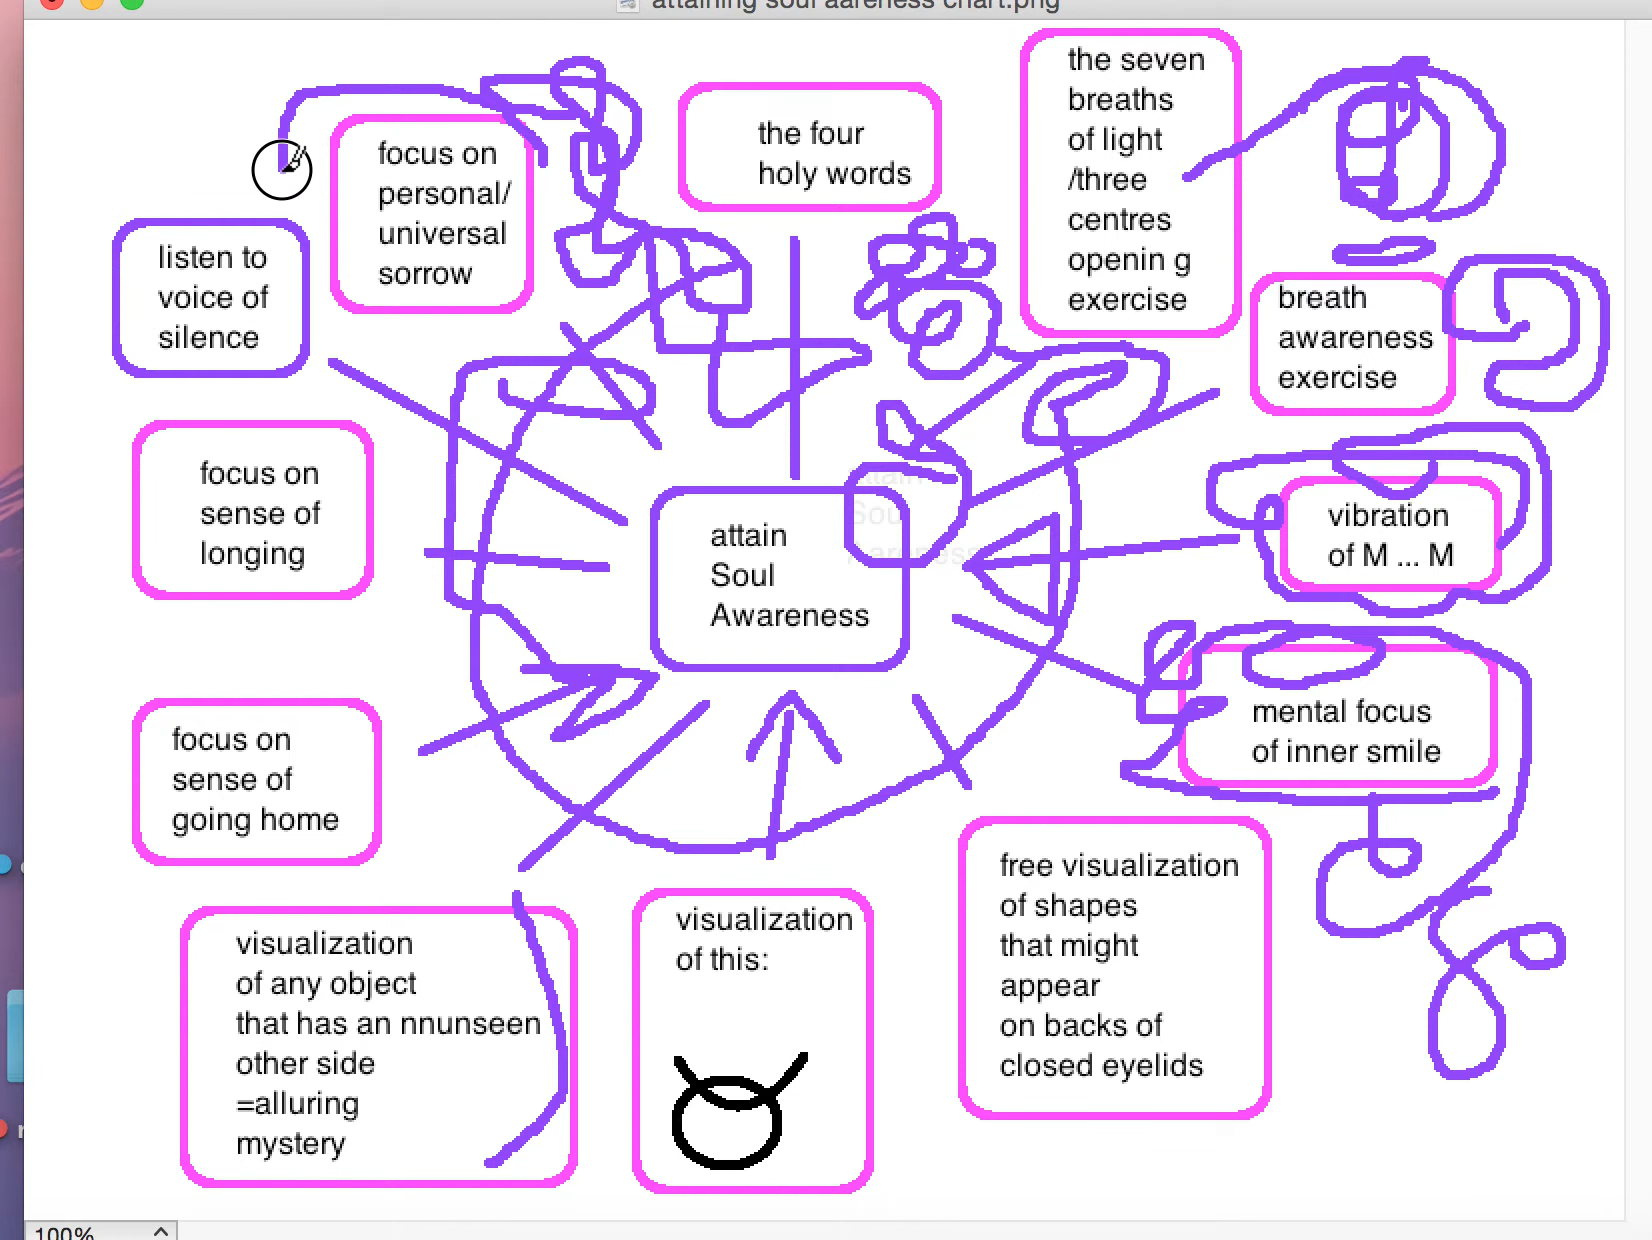 attaining soul aareness chart.png
the seven
breaths
of light
/three
centres
openin g
exercise
the four
holy words
focus on
personal/
universal
sorrow
listen to
voice of
silence
breath
awareness
exercise
focus on
sense of
longing
attain
Soul
Awareness
attain
Sou
Aareness
vibration
of M ... M
mental focus
of inner smile
focus on
sense of
going home
free visualization
of shapes
that might
appear
on backs of
closed eyelids
visualization
of this:
visualization
of any object
that has an nnunseen
other side
=alluring
mystery
100%